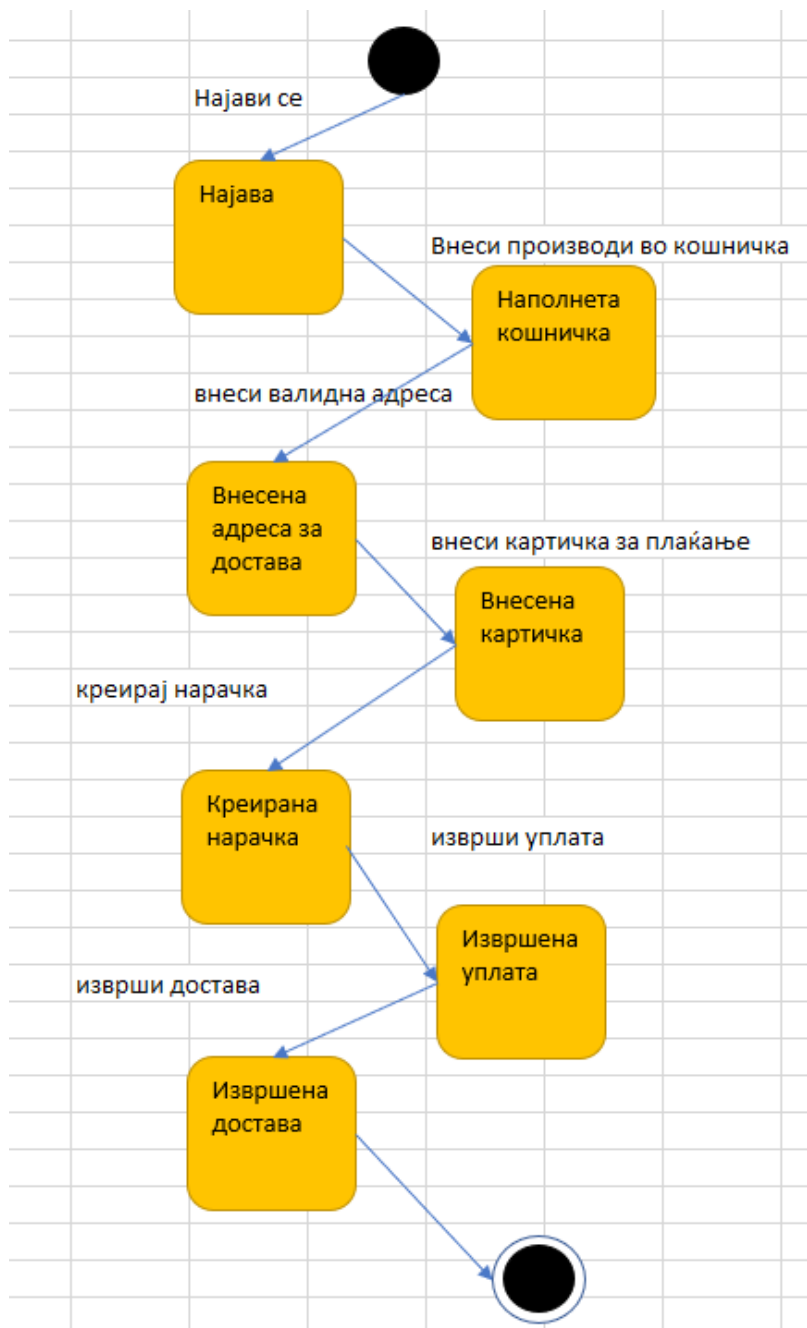 Најави се
Најава
Внеси производи во кошничка
Наполнета
кошничка
внеси валидна адреса
Внесена
адреса за
достава
внеси картичка за плаќање
Внесена
картичка
креирај нарачка
Креирана
нарачка
изврши уплата
Извршена
уплата
изврши достава
Извршена
достава